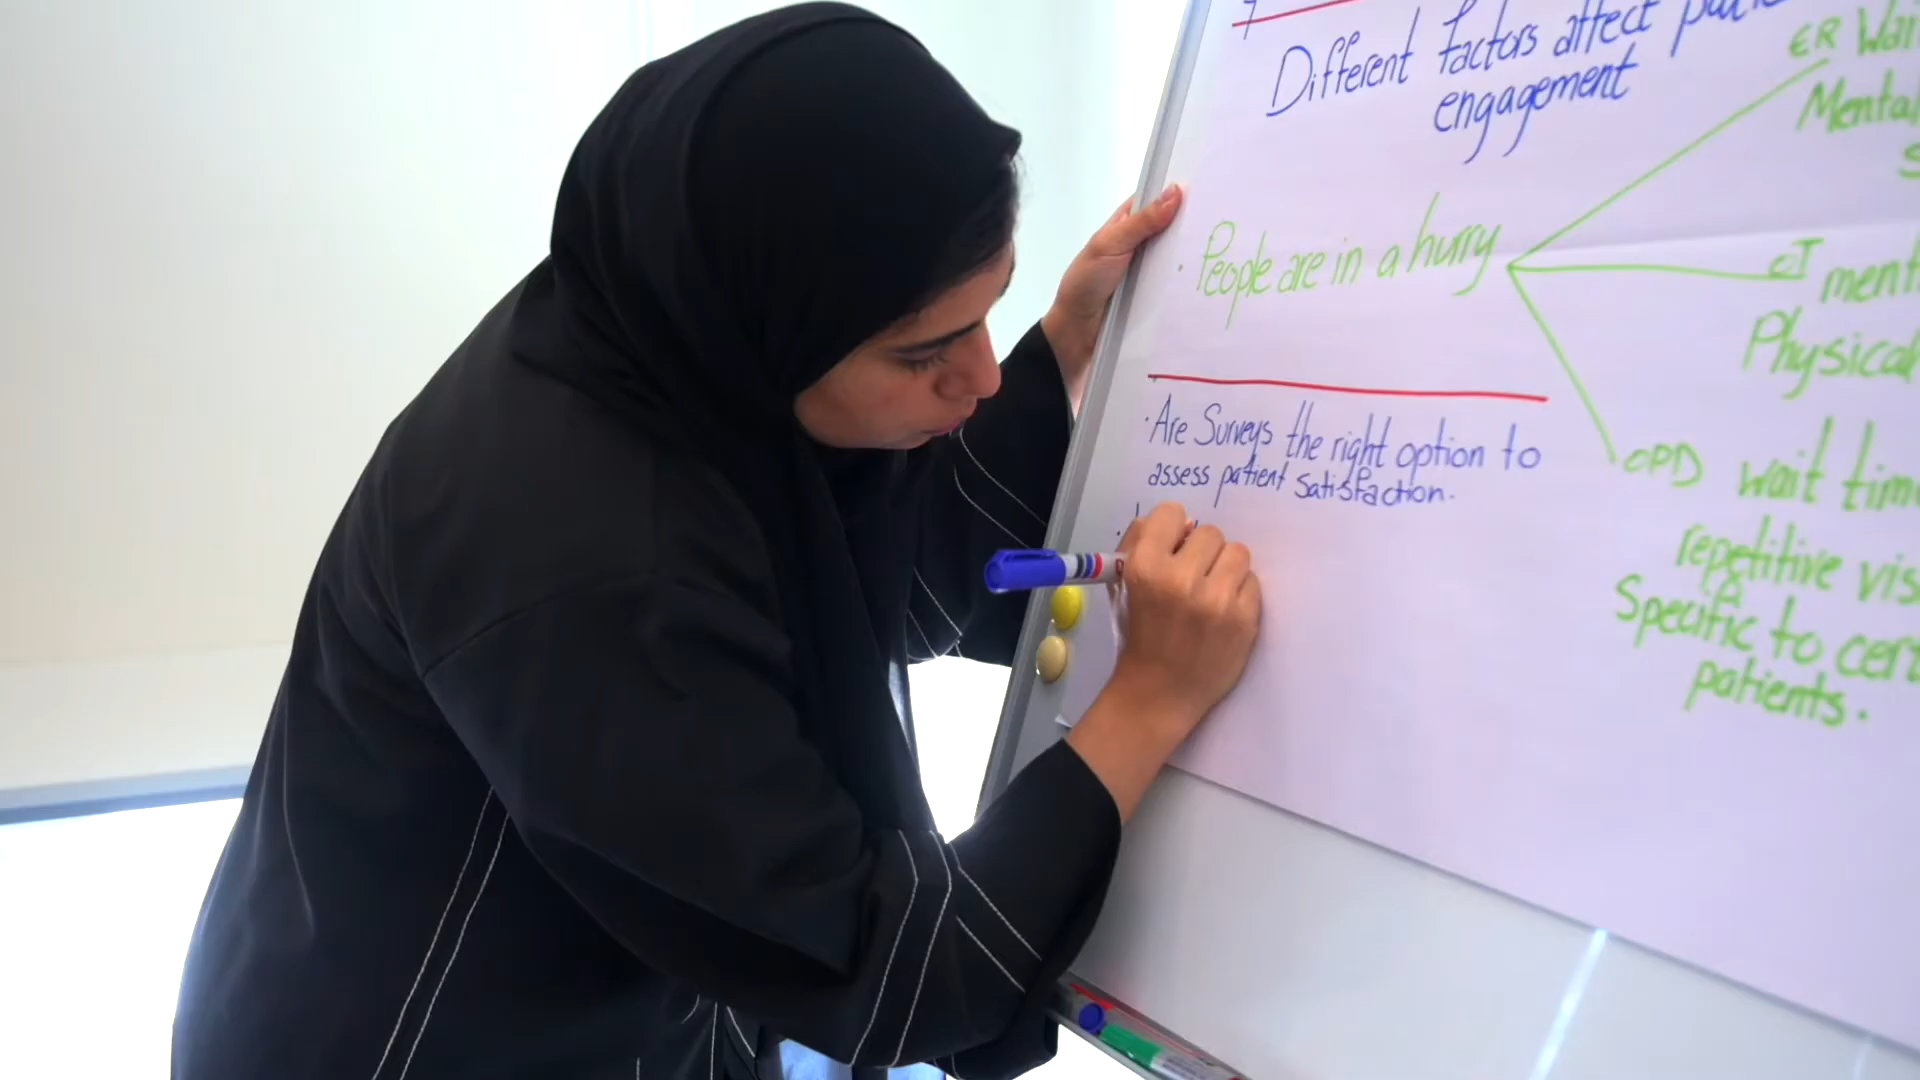 Different factors affect
engagement
ER
Mental
· People are in a hurry
OT
Physical
· Are Surveys the right option to
assess patient satisfaction.
OPD wait
repetitive
Specific to
patients.